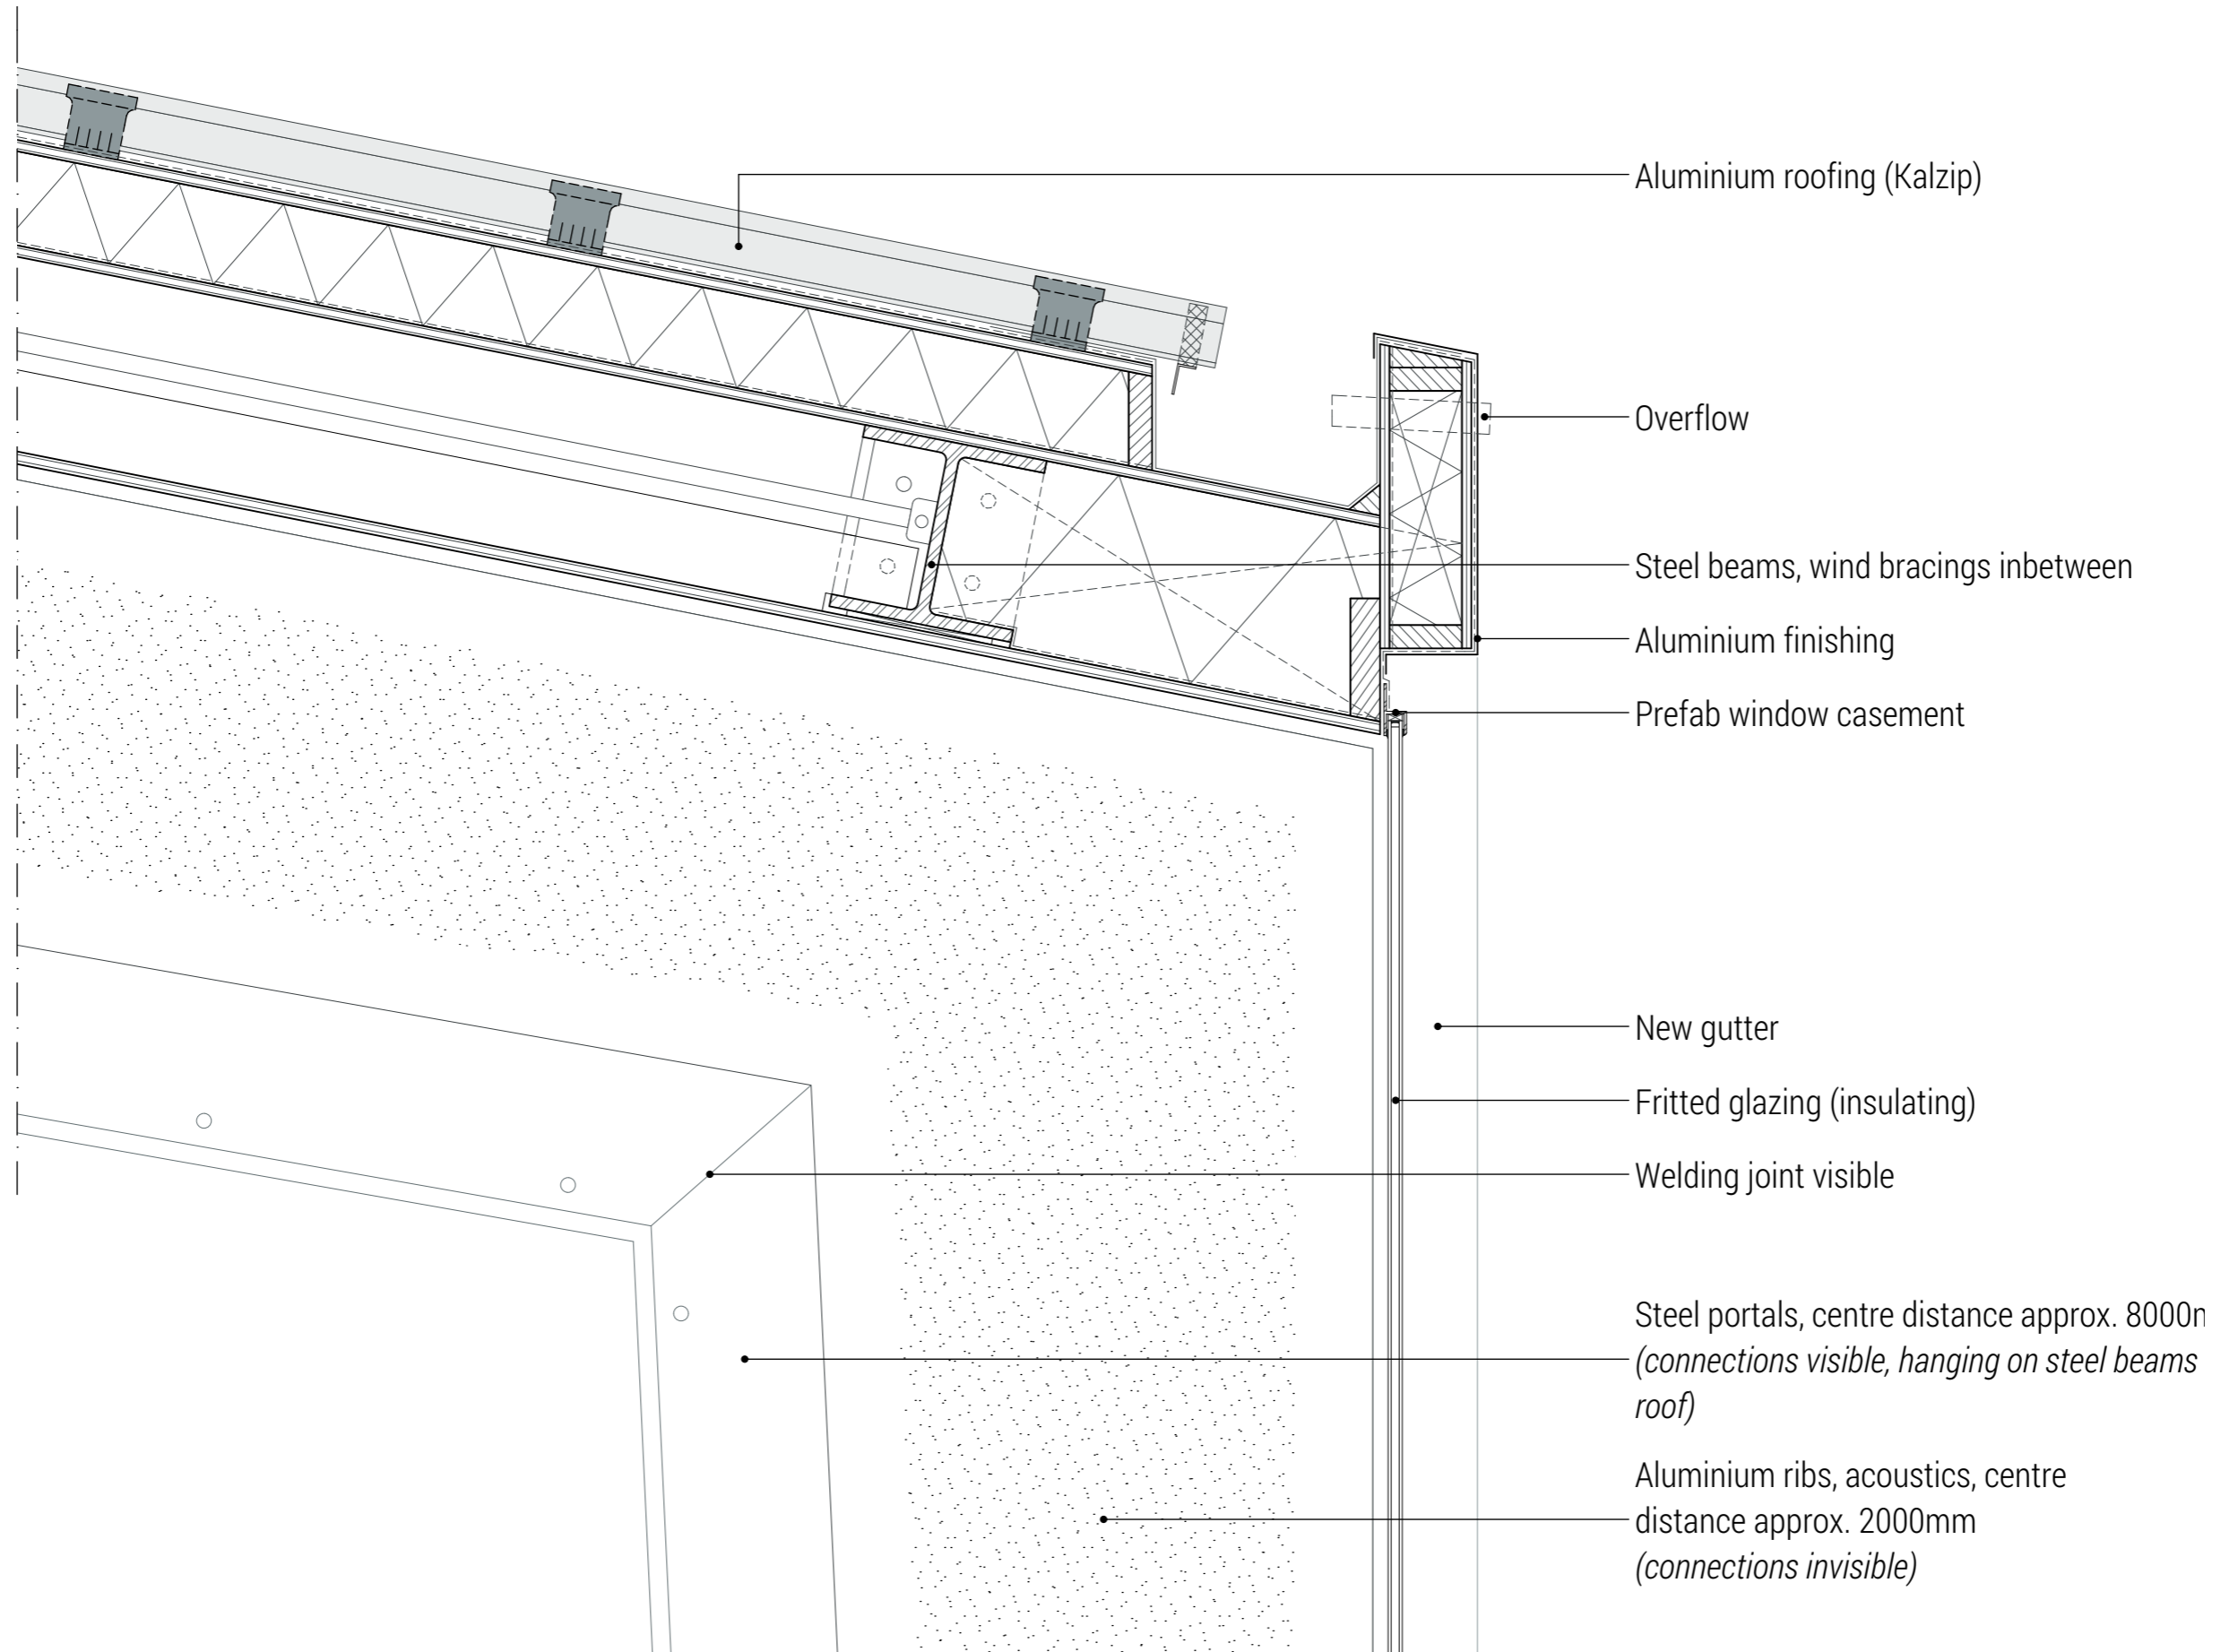 Aluminium roofing (Kalzip)
Overflow
Steel beams, wind bracings inbetween
Aluminium finishing
Prefab window casement
New gutter
Fritted glazing (insulating)
Welding joint visible
Steel portals, centre distance approx.
(connections visible, hanging on steel beams
roof)
Aluminium ribs, acoustics, centre
distance approx. 2000mm
(connections invisible)